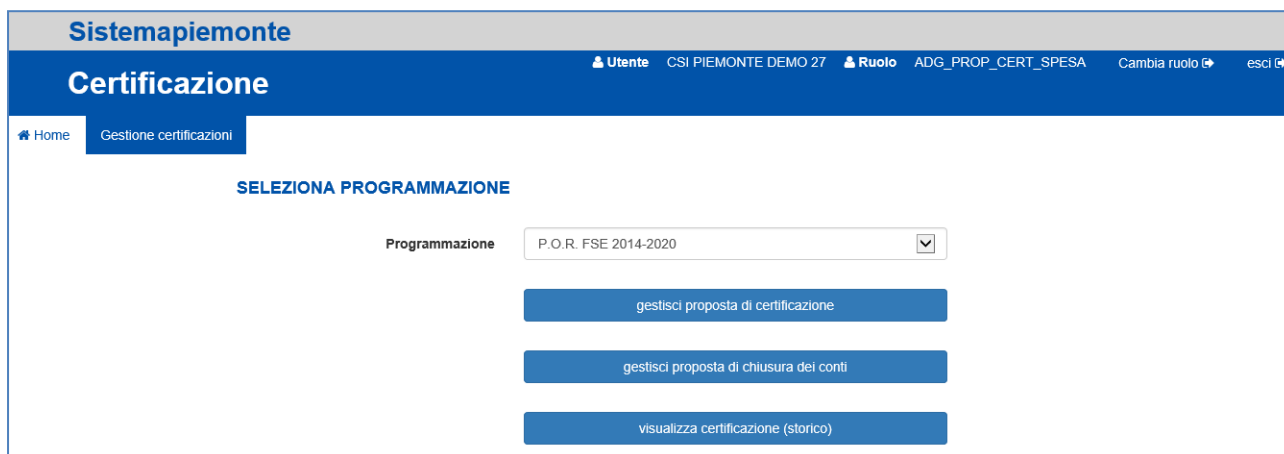 Sistemapiemonte
Certificazione
Utente CSI PIEMONTE DEMO 27 Ruolo ADG_PROP_CERT_SPESA Cambia ruolo esci
Home Gestione certificazioni
SELEZIONA PROGRAMMAZIONE
Programmazione P.O.R. FSE 2014-2020
gestisci proposta di certificazione
gestisci proposta di chiusura dei conti
visualizza certificazione (storico)